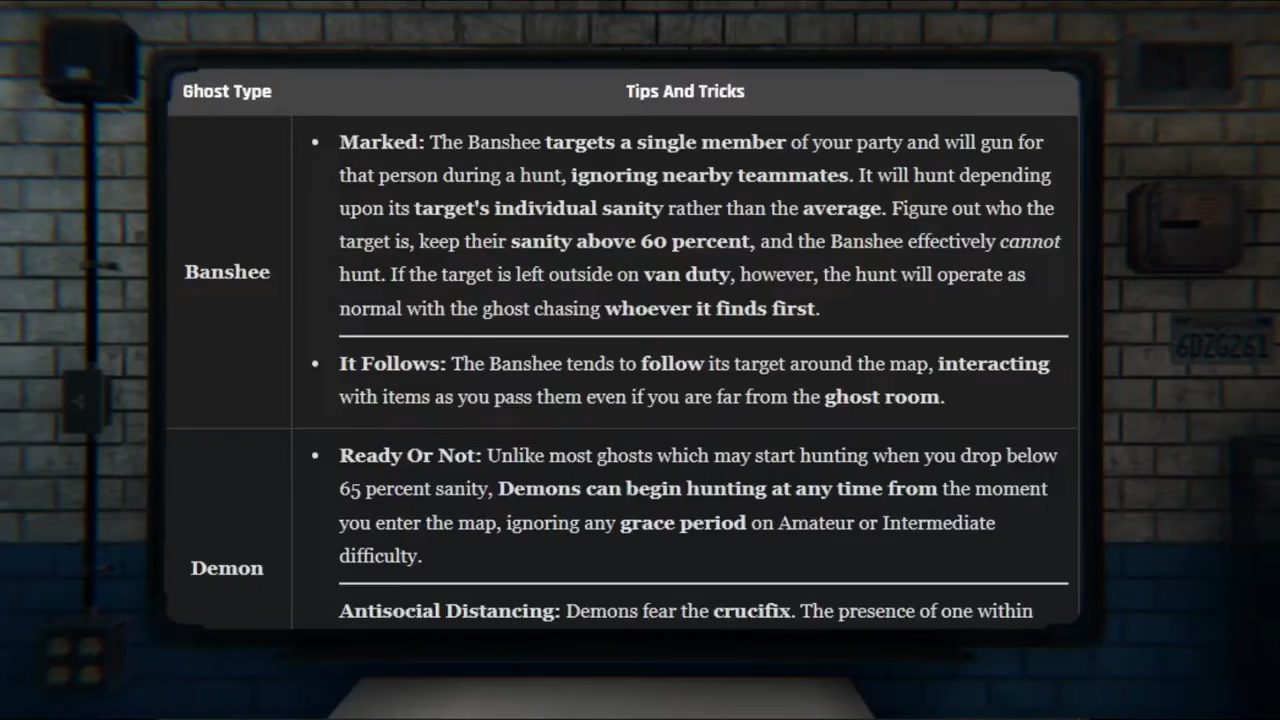 Ghost Type
Tips And Tricks
Banshee
• Marked: The Banshee targets a single member of your party and will gun for
that person during a hunt, ignoring nearby teammates. It will hunt depending
upon its target's individual sanity rather than the average. Figure out who the
target is, keep their sanity above 60 percent, and the Banshee effectively cannot
hunt. If the target is left outside on van duty, however, the hunt will operate as
normal with the ghost chasing whoever it finds first.
• It Follows: The Banshee tends to follow its target around the map, interacting
with items as you pass them even if you are far from the ghost room.
Demon
• Ready Or Not: Unlike most ghosts which may start hunting when you drop below
65 percent sanity, Demons can begin hunting at any time from the moment
you enter the map, ignoring any grace period on Amateur or Intermediate
difficulty.
Antisocial Distancing: Demons fear the crucifix. The presence of one within
6DZG261